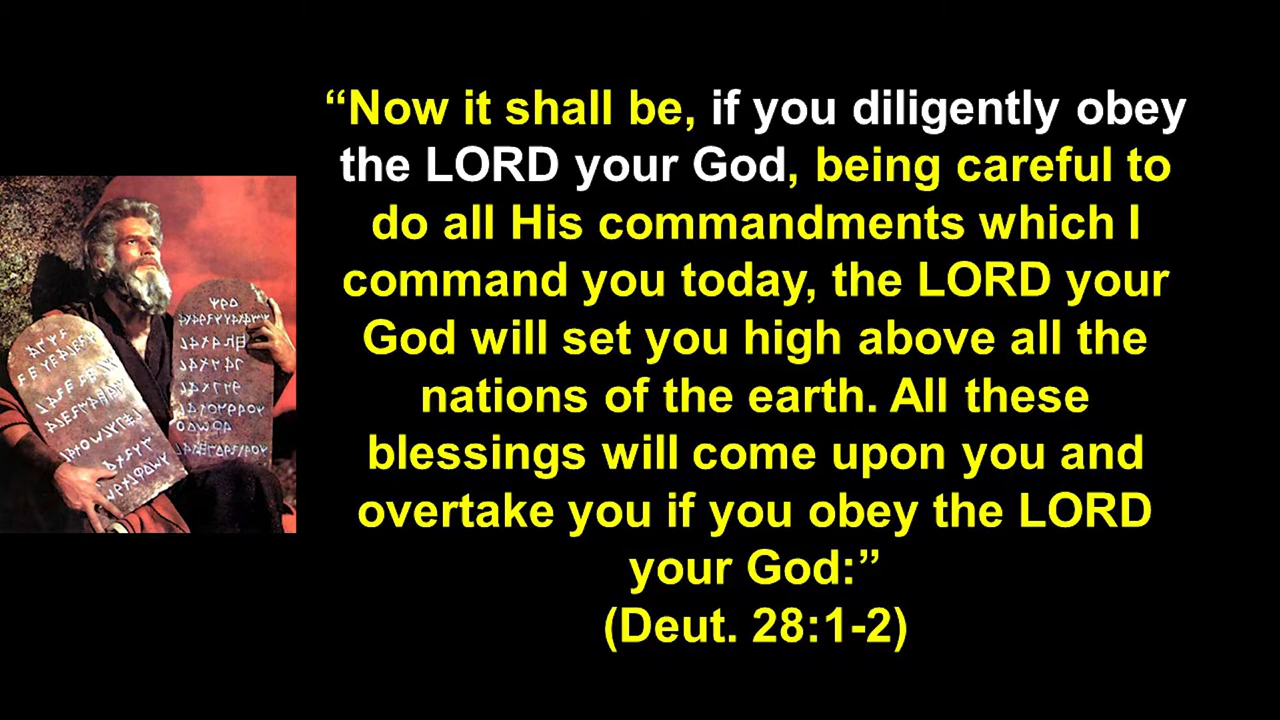 “Now it shall be, if you diligently obey
the LORD your God, being careful to
do all His commandments which I
command you today, the LORD your
God will set you high above all the
nations of the earth. All these
blessings will come upon you and
overtake you if you obey the LORD
your God:”
(Deut. 28:1-2)